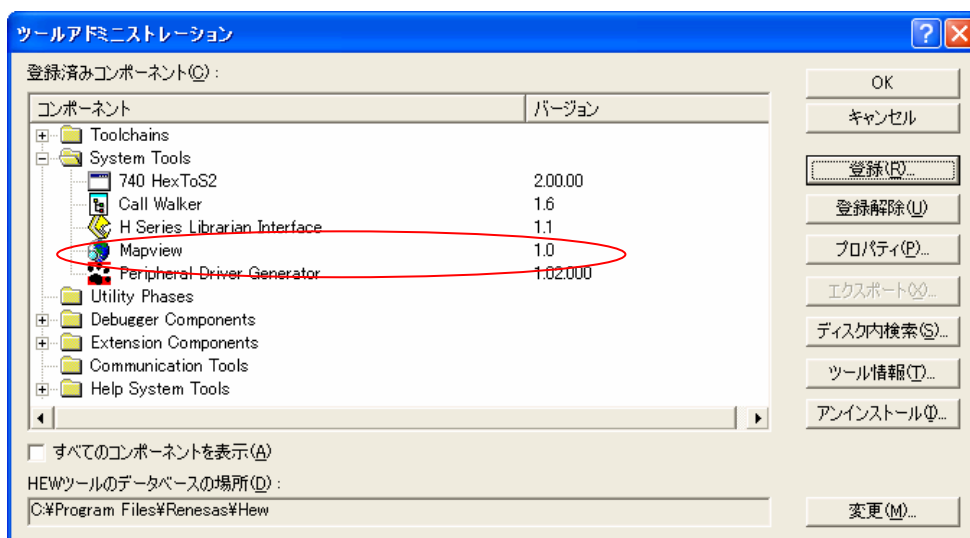 ツールアドミニストレーション
登録済みコンポーネント(C):
コンポーネント バージョン
Toolchains
System Tools
740 HexToS2 2.00.00
Call Walker 1.6
H Series Librarian Interface 1.1
Mapview 1.0
Peripheral Driver Generator 1.02.000
Utility Phases
Debugger Components
Extension Components
Communication Tools
Help System Tools
すべてのコンポーネントを表示(A)
HEWツールのデータベースの場所(D):
C:¥Program Files¥Renesas¥Hew
OK
キャンセル
登録(R)...
登録解除(U)
プロパティ(P)...
エクスポート(X)...
ディスク内検索(S)...
ツール情報(T)...
アンインストール(I)...
変更(M)...